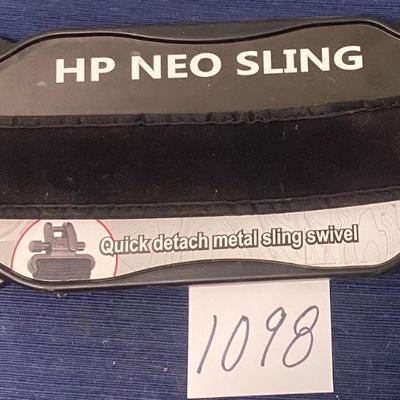 HP NEO SLING
Quick detach metal sling swivel
1098